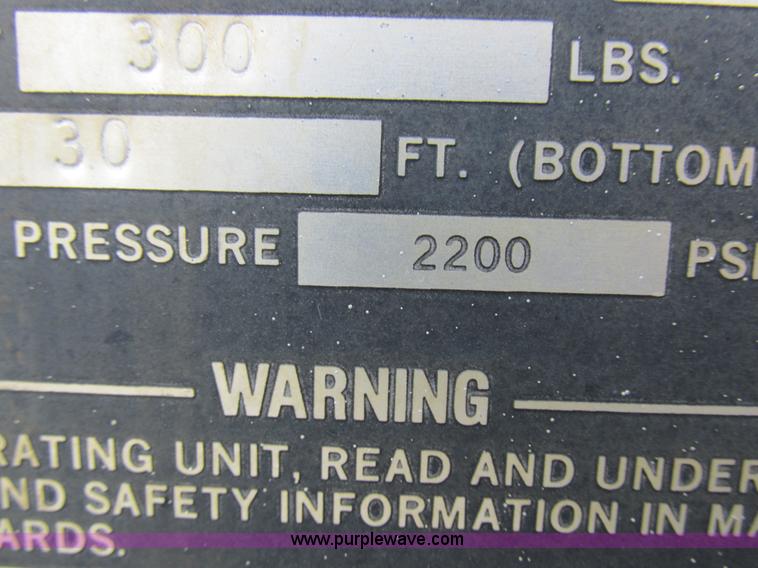 300 LBS.
30 FT. (BOTTOM
PRESSURE 2200 PSI
WARNING
RATING UNIT, READ AND UNDER
ND SAFETY INFORMATION IN MA
ARDS.
www.purplewave.com